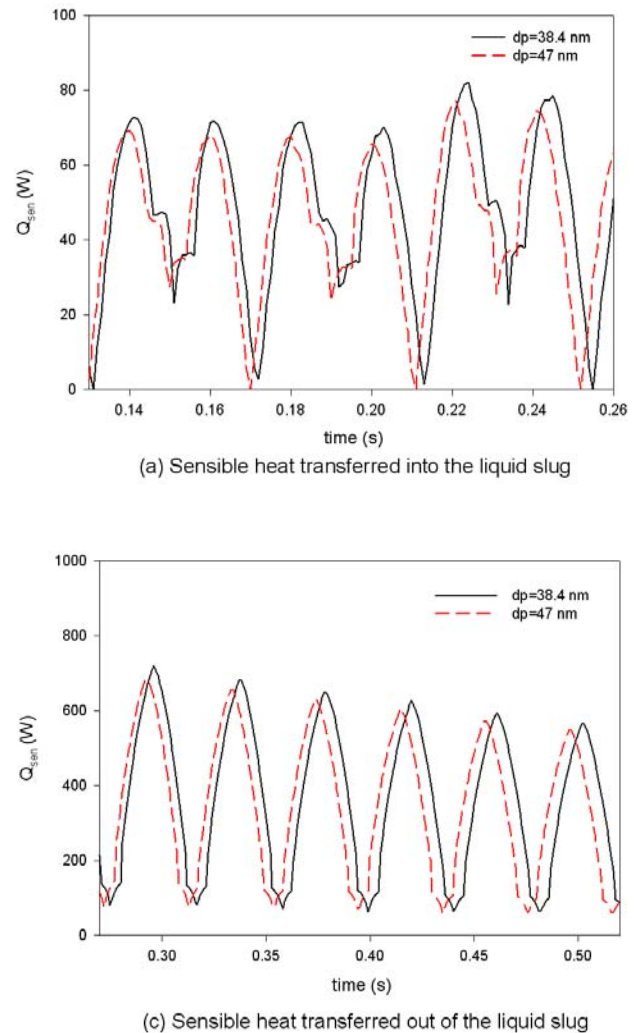 100
80
60
40
20
0
Q_sen (W)
dp=38.4 nm
dp=47 nm
0.14 0.16 0.18 0.20 0.22 0.24 0.26
time (s)
(a) Sensible heat transferred into the liquid slug
1000
800
600
400
200
0
Q_sen (W)
dp=38.4 nm
dp=47 nm
0.30 0.35 0.40 0.45 0.50
time (s)
(c) Sensible heat transferred out of the liquid slug